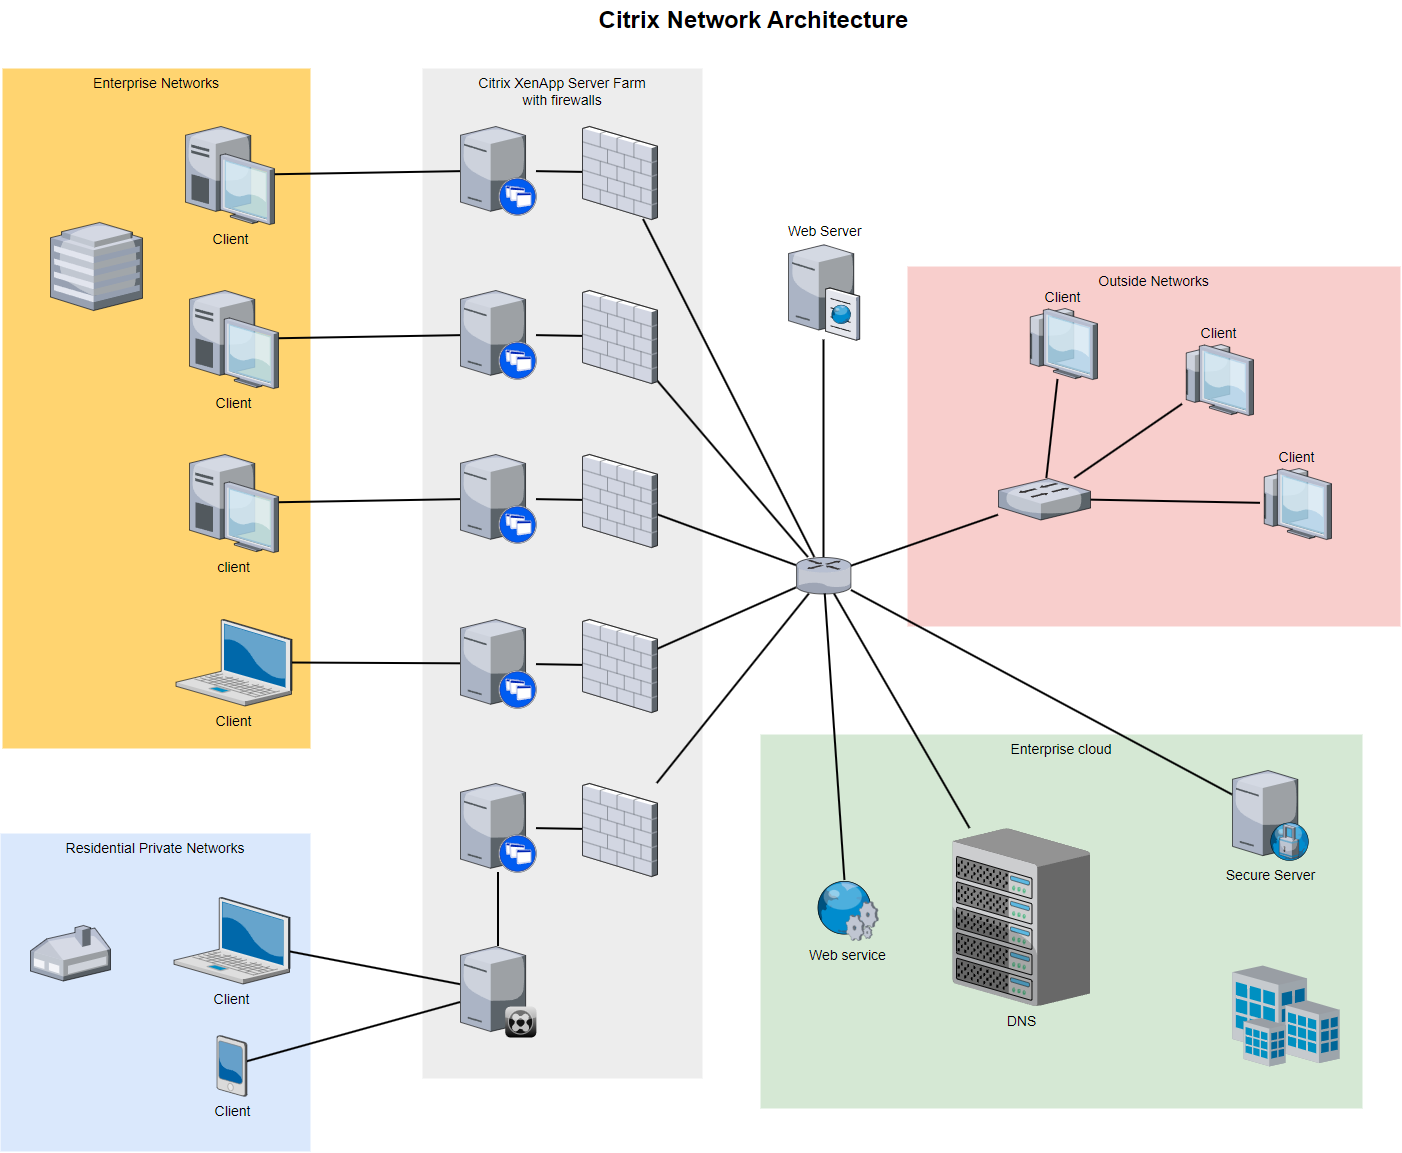 Citrix Network Architecture
Enterprise Networks
Client
Client
client
Client
Citrix XenApp Server Farm
with firewalls
Web Server
Outside Networks
Client
Client
Client
Residential Private Networks
Client
Client
Enterprise cloud
Secure Server
Web service
DNS